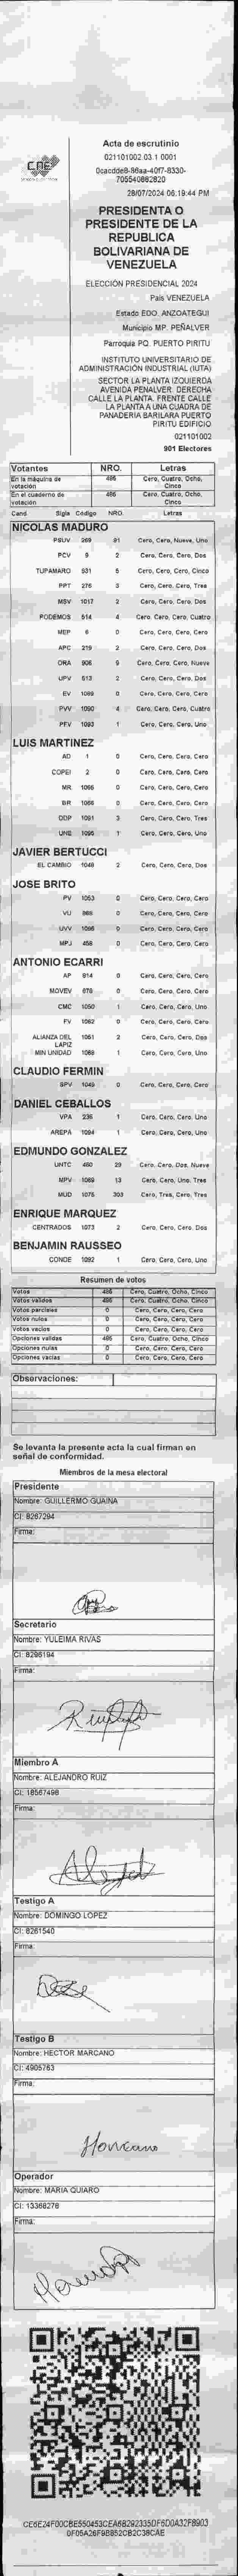 Acta de escrutinio
021101002.03.1.0001
705540862820
CNE
28/07/2024 06:19:44 PM
PRESIDENTA O
PRESIDENTE DE LA
REPUBLICA
BOLIVARIANA DE
VENEZUELA
ELECCIÓN PRESIDENCIAL 2024
País VENEZUELA
Estado EDO. ANZOATEGUI
Municipio MP. PEÑALVER
Parroquia PQ. PUERTO PIRITU
INSTITUTO UNIVERSITARIO DE
ADMINISTRACIÓN INDUSTRIAL (IUTA)
SECTOR LA PLANTA IZQUIERDA
AVENIDA PEÑALVER. DERECHA
CALLE LA PLANTA. FRENTE CALLE
LA PLANTA A UNA CUADRA DE
PANADERIA BARILARA PUERTO
PIRITU EDIFICIO
021101002
901 Electores
Votantes NRO. Letras
En la máquina de votación 485 Cero, Cuatro, Ocho, Cinco
En el cuaderno de votación 485 Cero, Cuatro, Ocho, Cinco
Cand Sigla Código NRO. Letras
NICOLAS MADURO
PSUV 269 91 Cero, Cero, Nueve, Uno
PCV 9 2 Cero, Cero, Cero, Dos
TUPAMARO 931 5 Cero, Cero, Cero, Cinco
PPT 276 3 Cero, Cero, Cero, Tres
MSV 1017 2 Cero, Cero, Cero, Dos
PODEMOS 514 4 Cero, Cero, Cero, Cuatro
MEP 6 0 Cero, Cero, Cero, Cero
APC 219 2 Cero, Cero, Cero, Dos
ORA 906 9 Cero, Cero, Cero, Nueve
UPV 513 2 Cero, Cero, Cero, Dos
EV 1089 0 Cero, Cero, Cero, Cero
PVV 1090 4 Cero, Cero, Cero, Cuatro
PFV 1093 1 Cero, Cero, Cero, Uno
LUIS MARTINEZ
AD 1 0 Cero, Cero, Cero, Cero
COPEI 2 0 Cero, Cero, Cero, Cero
MR 1065 0 Cero, Cero, Cero, Cero
BR 1066 0 Cero, Cero, Cero, Cero
DDP 1091 3 Cero, Cero, Cero, Tres
UNE 1095 1 Cero, Cero, Cero, Uno
JAVIER BERTUCCI
EL CAMBIO 1048 2 Cero, Cero, Cero, Dos
JOSE BRITO
PV 1053 0 Cero, Cero, Cero, Cero
VU 968 0 Cero, Cero, Cero, Cero
UVV 1096 0 Cero, Cero, Cero, Cero
MPJ 458 0 Cero, Cero, Cero, Cero
ANTONIO ECARRI
AP 914 0 Cero, Cero, Cero, Cero
MOVEV 679 0 Cero, Cero, Cero, Cero
CMC 1050 1 Cero, Cero, Cero, Uno
FV 1062 0 Cero, Cero, Cero, Cero
ALIANZA DEL LAPIZ 1061 2 Cero, Cero, Cero, Dos
MIN UNIDAD 1088 1 Cero, Cero, Cero, Uno
CLAUDIO FERMIN
SPV 1049 0 Cero, Cero, Cero, Cero
DANIEL CEBALLOS
VPA 236 1 Cero, Cero, Cero, Uno
AREPA 1094 1 Cero, Cero, Cero, Uno
EDMUNDO GONZALEZ
UNTC 460 29 Cero, Cero, Dos, Nueve
MPV 1069 13 Cero, Cero, Uno, Tres
MUD 1075 303 Cero, Tres, Cero, Tres
ENRIQUE MARQUEZ
CENTRADOS 1073 2 Cero, Cero, Cero, Dos
BENJAMIN RAUSSEO
CONDE 1092 1 Cero, Cero, Cero, Uno
Resumen de votos
Votos 485 Cero, Cuatro, Ocho, Cinco
Votos validos 485 Cero, Cuatro, Ocho, Cinco
Votos parciales 0 Cero, Cero, Cero, Cero
Votos nulos 0 Cero, Cero, Cero, Cero
Votos vacios 0 Cero, Cero, Cero, Cero
Opciones validas 485 Cero, Cuatro, Ocho, Cinco
Opciones nulas 0 Cero, Cero, Cero, Cero
Opciones vacias 0 Cero, Cero, Cero, Cero
Observaciones:
Se levanta la presente acta la cual firman en
señal de conformidad.
Miembros de la mesa electoral
Presidente
Nombre: GUILLERMO GUAINA
CI: 8267294
Firma:
Secretario
Nombre: YULEIMA RIVAS
CI: 8296194
Firma:
Miembro A
Nombre: ALEJANDRO RUIZ
CI: 18567498
Firma:
Testigo A
Nombre: DOMINGO LOPEZ
CI: 8261540
Firma:
Testigo B
Nombre: HECTOR MARCANO
CI: 4905763
Firma:
Operador
Nombre: MARIA QUIARO
CI: 13368276
Firma: